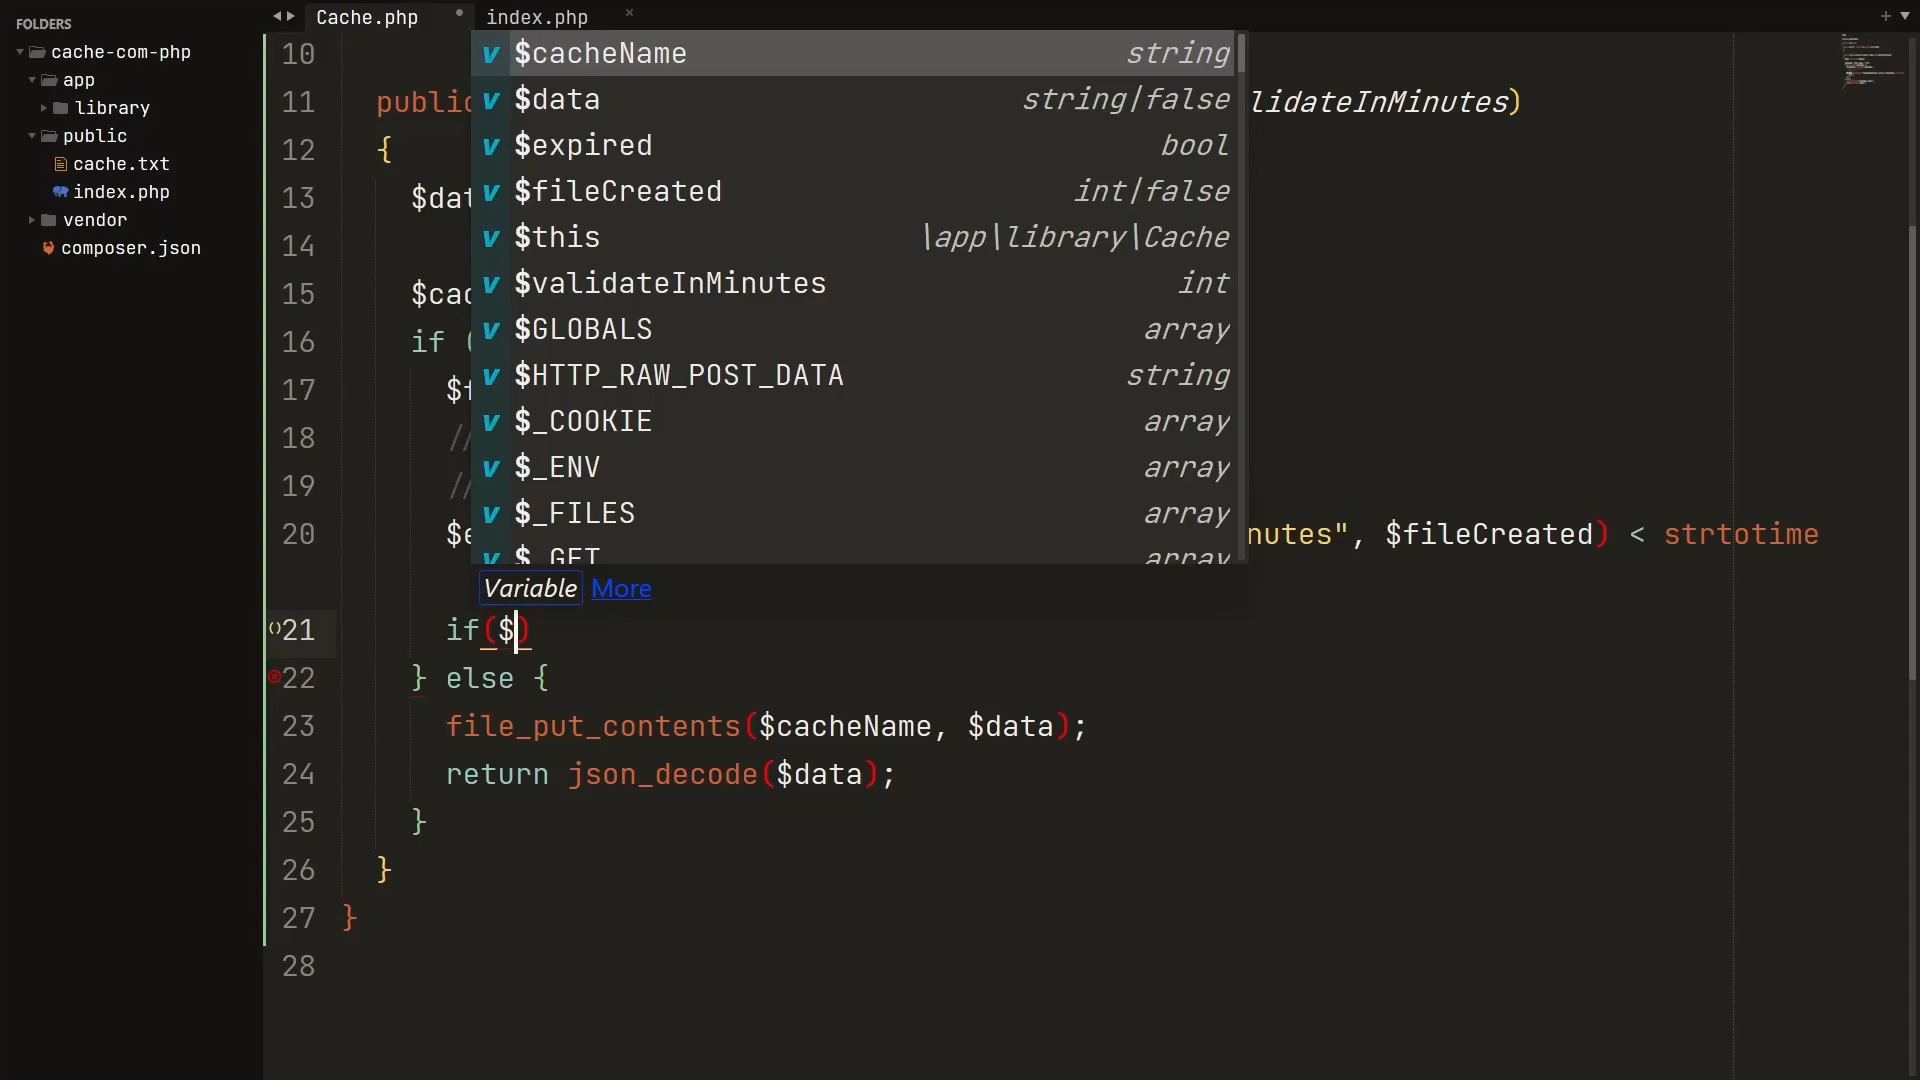 FOLDERS
cache-com-php
app
library
public
cache.txt
index.php
vendor
composer.json
Cache.php
index.php
10
11 public lidateInMinutes)
12 {
13 $dat
14
15 $cac
16 if (
17 $f
18 //
19 //
20 $e nutes", $fileCreated) < strtotime
21 if($)
22 } else {
23 file_put_contents($cacheName, $data);
24 return json_decode($data);
25 }
26 }
27 }
28
v $cacheName string
v $data string|false
v $expired bool
v $fileCreated int|false
v $this \app\library\Cache
v $validateInMinutes int
v $GLOBALS array
v $HTTP_RAW_POST_DATA string
v $_COOKIE array
v $_ENV array
v $_FILES array
v $_GET array
Variable More